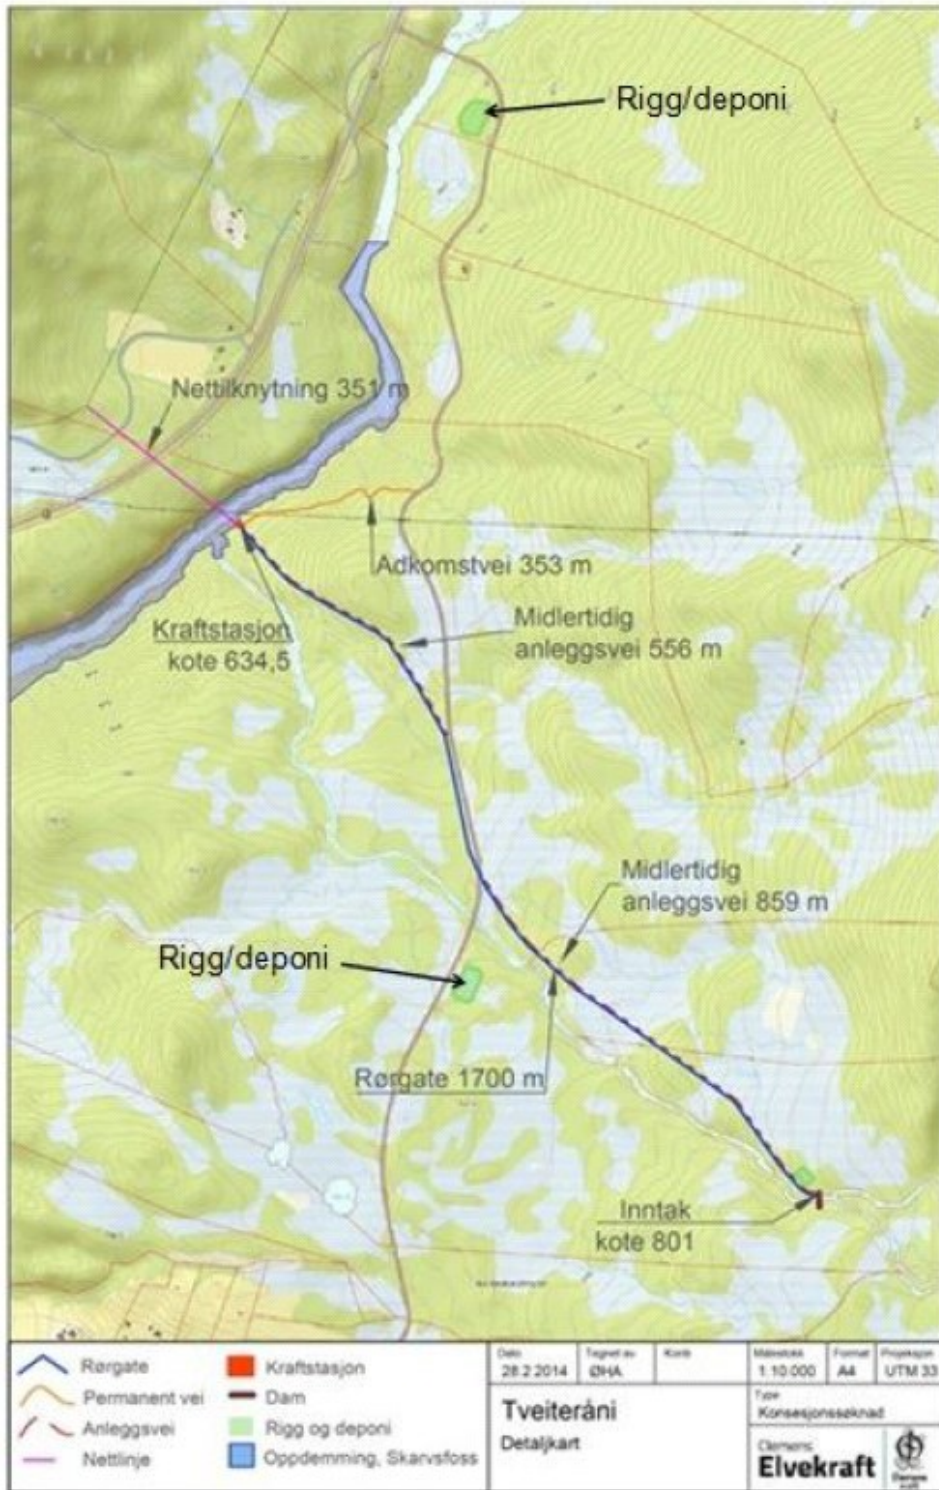 Rigg/deponi
Nettilknytning 351 m
Adkomstvei 353 m
Kraftstasjon
kote 634,5
Midlertidig
anleggsvei 556 m
Midlertidig
anleggsvei 859 m
Rigg/deponi
Rørgate 1700 m
Inntak
kote 801
Rørgate
Permanent vei
Anleggsvei
Nettlinje
Kraftstasjon
Dam
Rigg og deponi
Oppdemming, Skarvsfoss
Dato
28.2.2014
Tegnet av
ØHA
Kontr
Målestokk
1:10.000
Format
A4
Projeksjon
UTM 33
Tveiteråni
Detaljkart
Type
Konsesjonssøknad
Clemens
Elvekraft